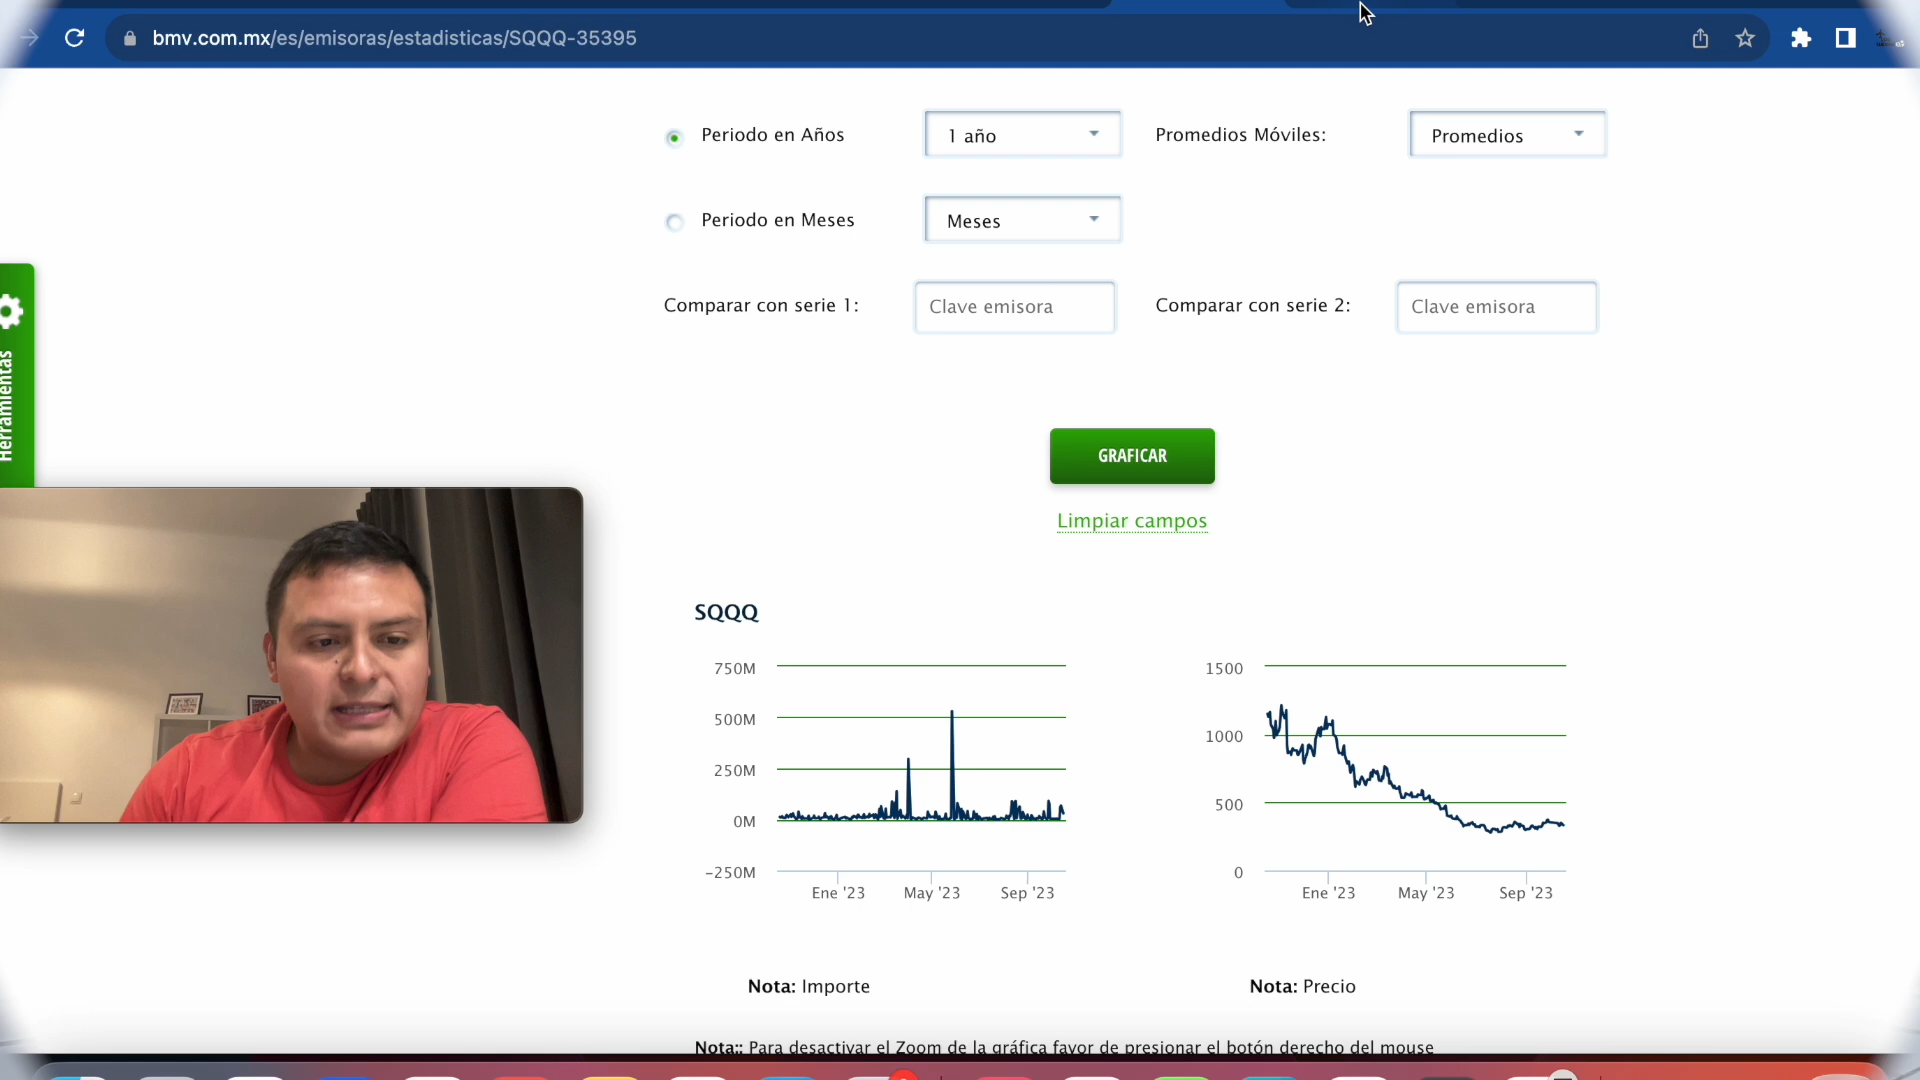 bmv.com.mx/es/emisoras/estadisticas/SQQQ-35395
Periodo en Años
1 año
Promedios Móviles:
Promedios
Periodo en Meses
Meses
Comparar con serie 1:
Clave emisora
Comparar con serie 2:
Clave emisora
Herramientas
GRAFICAR
Limpiar campos
SQQQ
750M
500M
250M
0M
-250M
Ene '23
May '23
Sep '23
1500
1000
500
0
Ene '23
May '23
Sep '23
Nota: Importe
Nota: Precio
Nota:: Para desactivar el Zoom de la gráfica favor de presionar el botón derecho del mouse